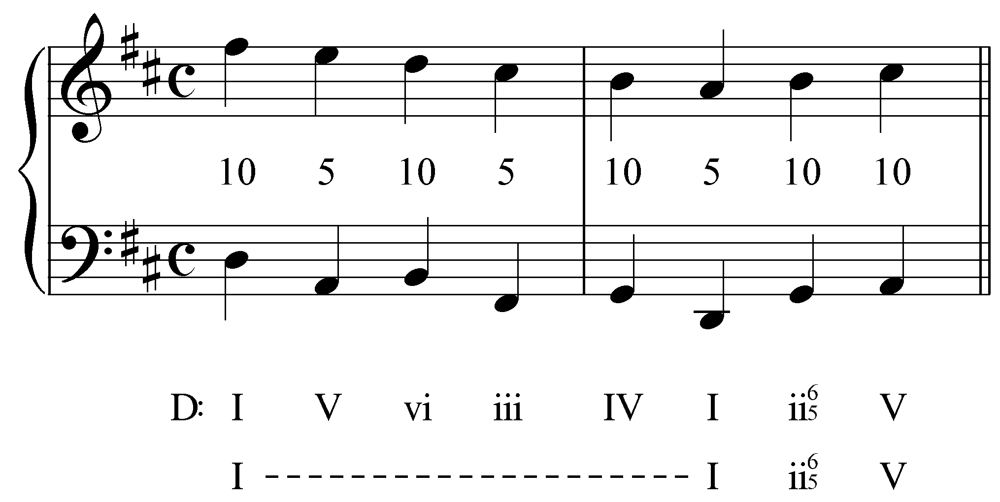 10 5 10 5 10 5 10 10
D: I V vi iii IV I ii6/5 V
I - - - - - - - - - - - - - - - - - - - - I ii6/5 V